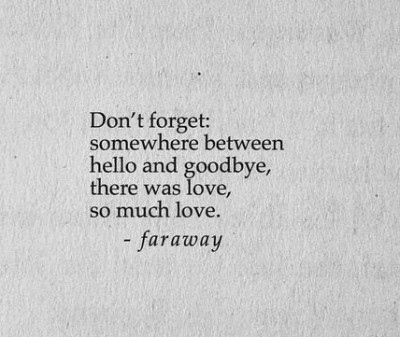 Don't forget:
somewhere between
hello and goodbye,
there was love,
so much love.
- faraway